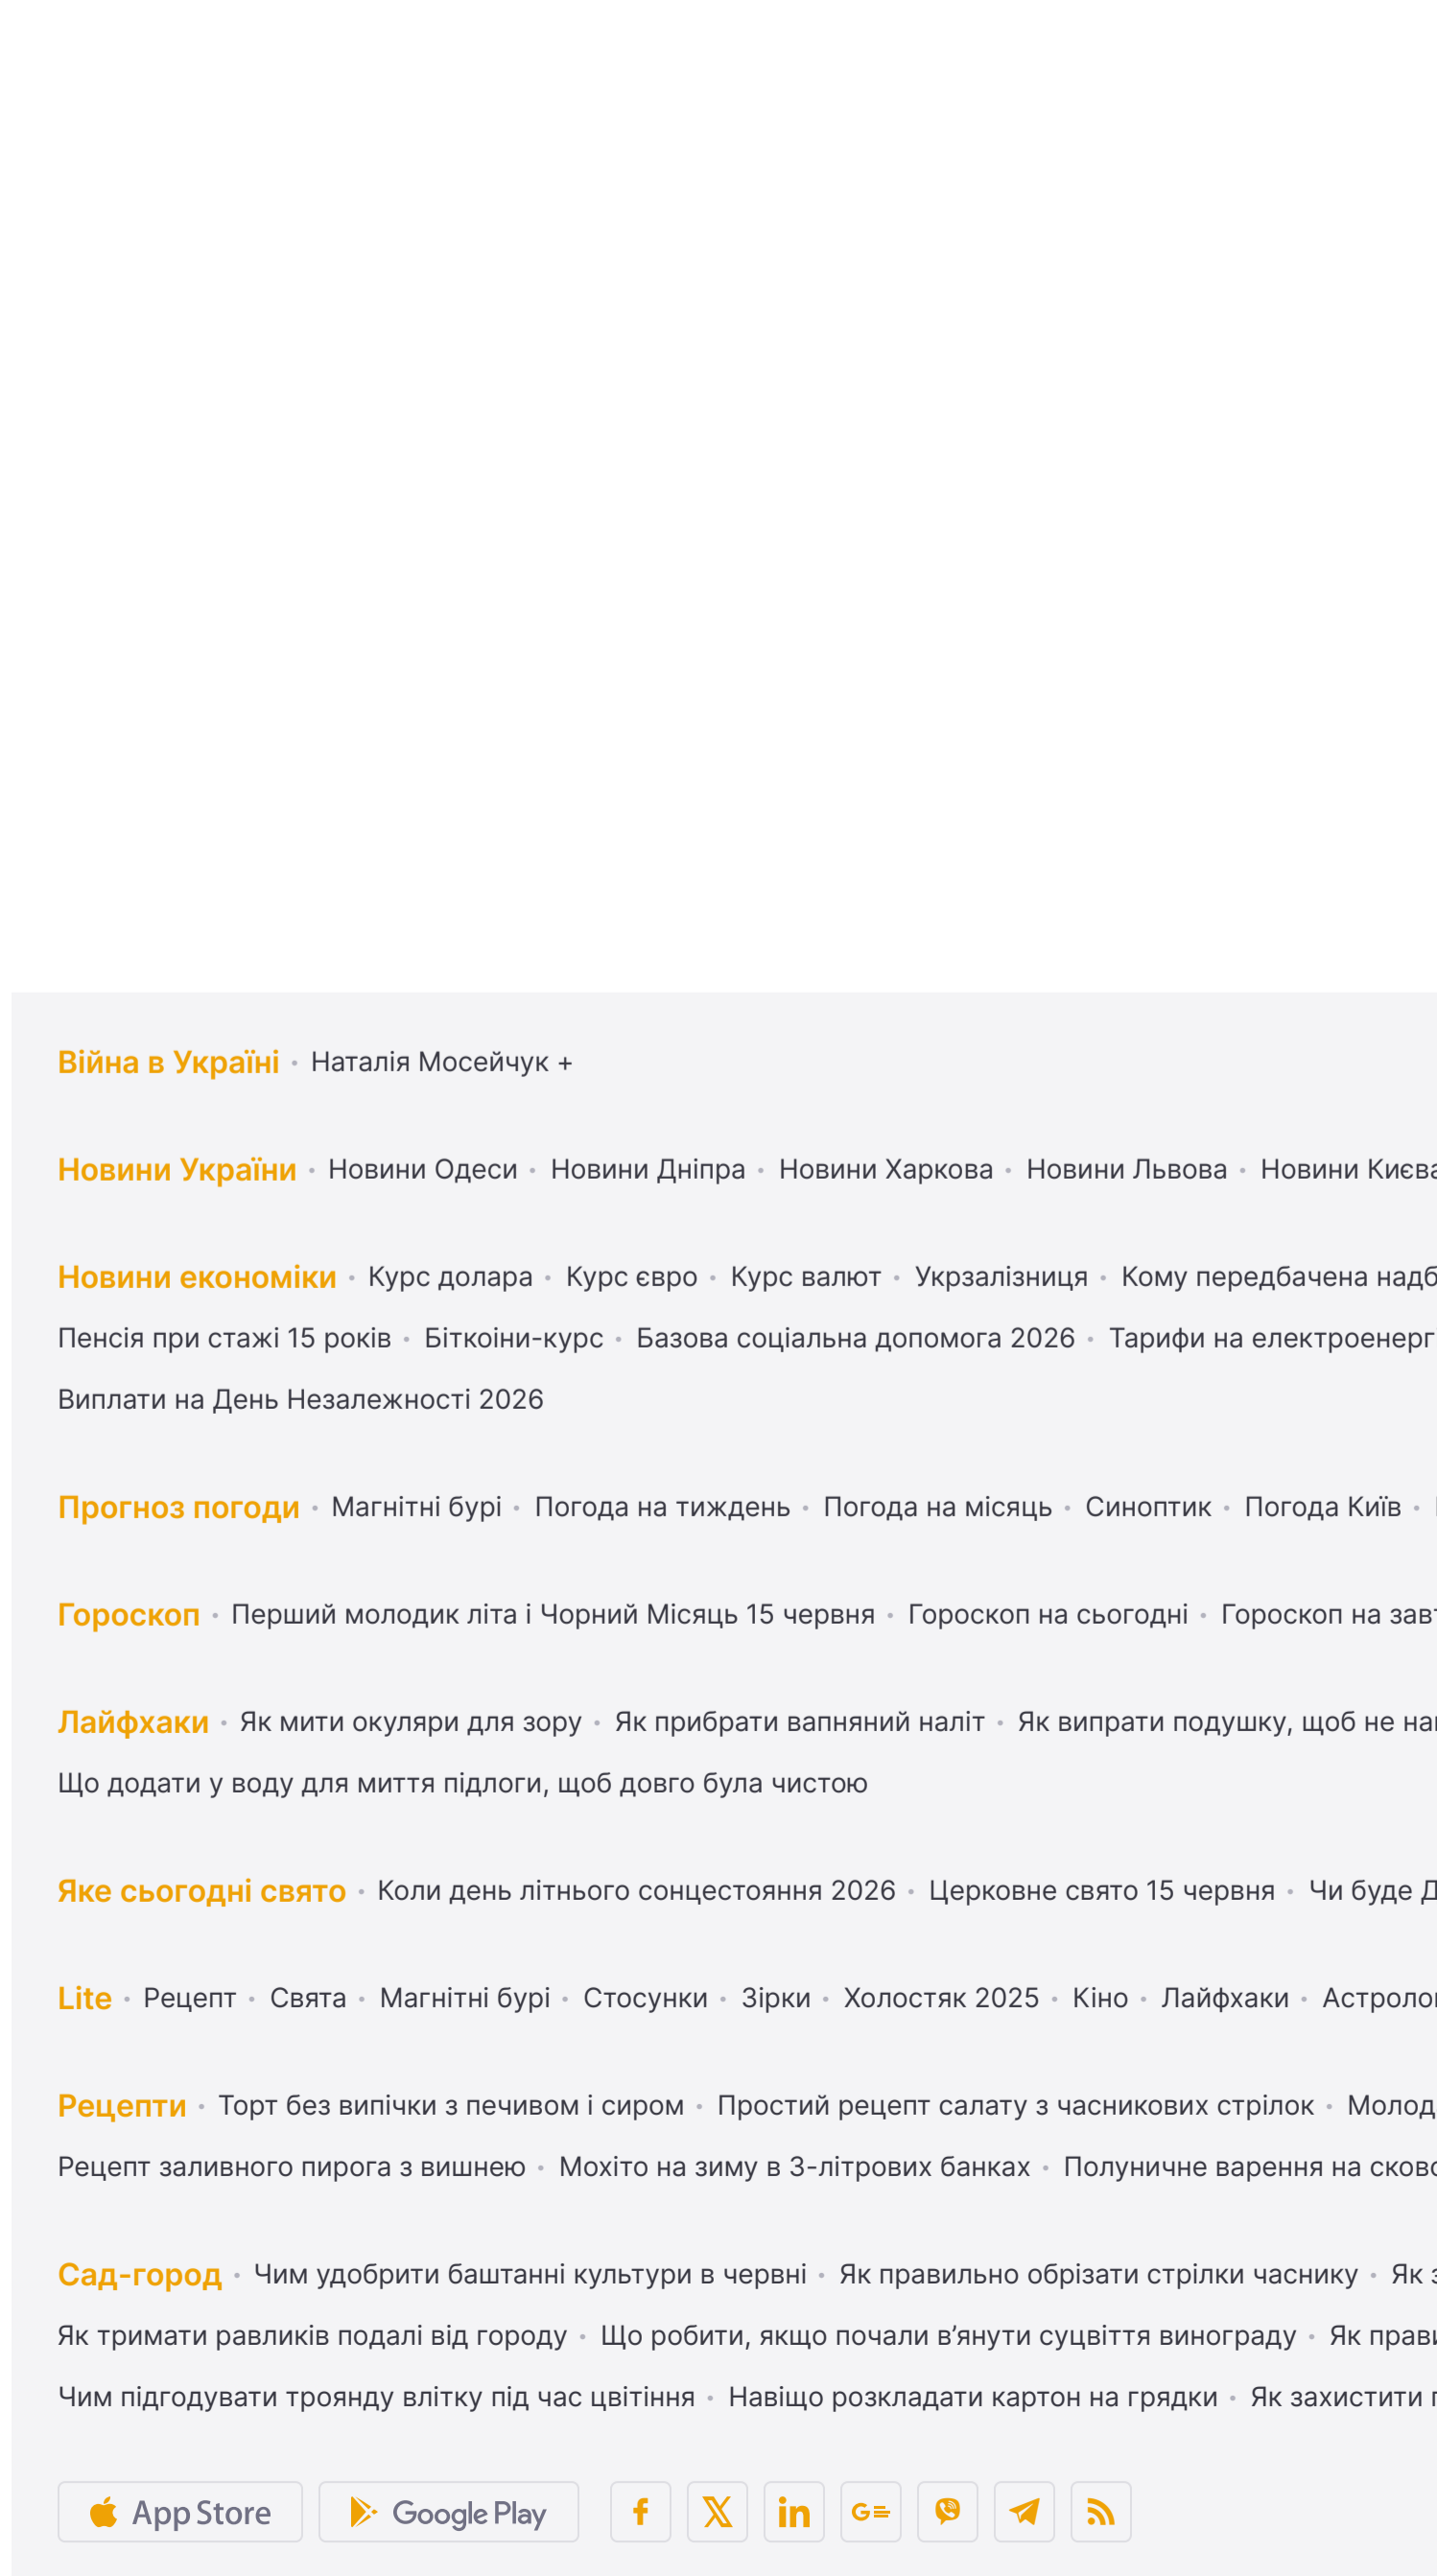 Війна в Україні • Наталія Мосейчук +
Новини України • Новини Одеси • Новини Дніпра • Новини Харкова • Новини Львова • Новини Києва
Новини економіки • Курс долара • Курс євро • Курс валют • Укрзалізниця • Кому передбачена
Пенсія при стажі 15 років • Біткоіни-курс • Базова соціальна допомога 2026 • Тарифи на
Виплати на День Незалежності 2026
Прогноз погоди • Магнітні бурі • Погода на тиждень • Погода на місяць • Синоптик • Погода Київ •
Гороскоп • Перший молодик літа і Чорний Місяць 15 червня • Гороскоп на сьогодні • Гороскоп на
Лайфхаки • Як мити окуляри для зору • Як прибрати вапняний наліт • Як випрати подушку, щоб не
Що додати у воду для миття підлоги, щоб довго була чистою
Яке сьогодні свято • Коли день літнього сонцестояння 2026 • Церковне свято 15 червня • Чи буде
Lite • Рецепт • Свята • Магнітні бурі • Стосунки • Зірки • Холостяк 2025 • Кіно • Лайфхаки •
Рецепти • Торт без випічки з печивом і сиром • Простий рецепт салату з часникових стрілок •
Рецепт заливного пирога з вишнею • Мохіто на зиму в 3-літрових банках • Полуничне варення на
Сад-город • Чим удобрити баштанні культури в червні • Як правильно обрізати стрілки часнику • Як
Як тримати равликів подалі від городу • Що робити, якщо почали в’янути суцвіття винограду • Як
Чим підгодувати троянду влітку під час цвітіння • Навіщо розкладати картон на грядки • Як захистити
App Store Google Play